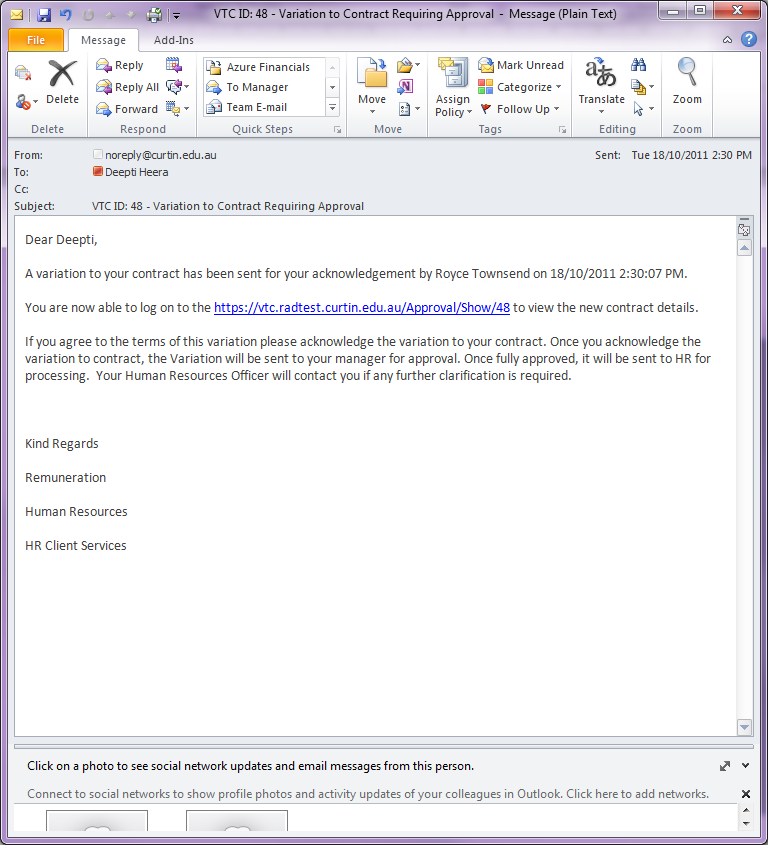 VTC ID: 48 - Variation to Contract Requiring Approval - Message (Plain Text)
File Message Add-Ins
Delete
Reply
Reply All
Forward
Azure Financials
To Manager
Team E-mail
Move
Assign Policy
Mark Unread
Categorize
Follow Up
Translate
Zoom
Delete Respond Quick Steps Move Tags Editing Zoom
From: noreply@curtin.edu.au Sent: Tue 18/10/2011 2:30 PM
To: Deepti Heera
Cc:
Subject: VTC ID: 48 - Variation to Contract Requiring Approval
Dear Deepti,
A variation to your contract has been sent for your acknowledgement by Royce Townsend on 18/10/2011 2:30:07 PM.
You are now able to log on to the https://vtc.radtest.curtin.edu.au/Approval/Show/48 to view the new contract details.
If you agree to the terms of this variation please acknowledge the variation to your contract. Once you acknowledge the
variation to contract, the Variation will be sent to your manager for approval. Once fully approved, it will be sent to HR for
processing.  Your Human Resources Officer will contact you if any further clarification is required.
Kind Regards
Remuneration
Human Resources
HR Client Services
Click on a photo to see social network updates and email messages from this person.
Connect to social networks to show profile photos and activity updates of your colleagues in Outlook. Click here to add networks.